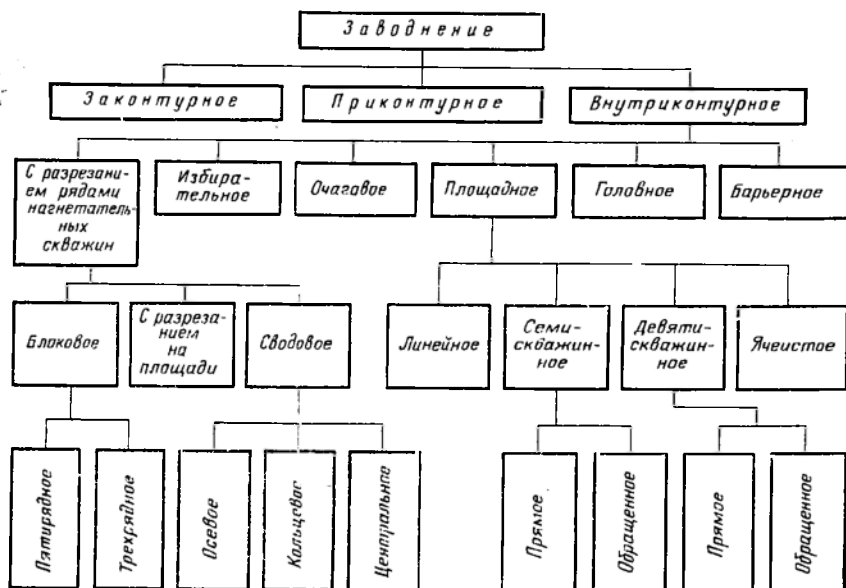 Заводнение
Законтурное
Приконтурное
Внутриконтурное
С разрезани-
ем рядами
нагнетатель-
ных
скважин
Избира-
тельное
Очаговое
Площадное
Головное
Барьерное
Блоковое
С разреза-
нием
на
площади
Сводовое
Линейное
Семи-
скважин-
ное
Девяти-
скважин-
ное
Ячеистое
Пятирядное
Трехрядное
Осевое
Кольцевое
Центральное
Прямое
Обращенное
Прямое
Обращенное